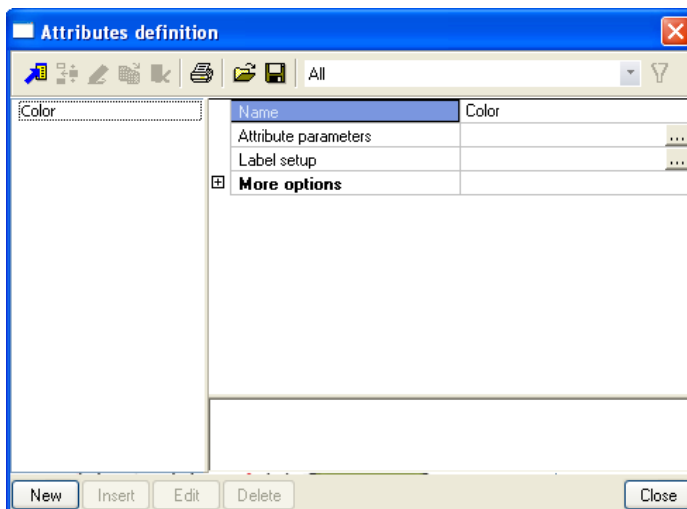 Attributes definition
All
Color
Name Color
Attribute parameters ...
Label setup ...
More options
New Insert Edit Delete Close